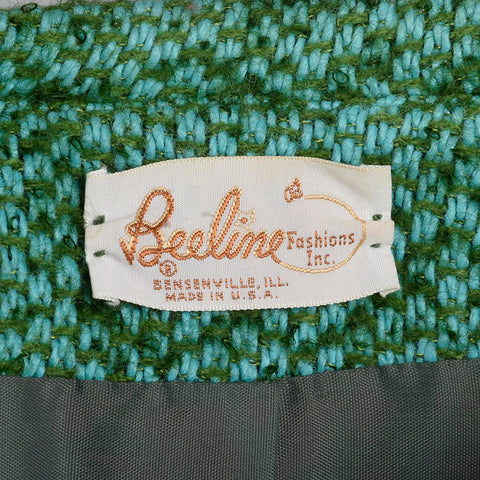 Beeline Fashions
Inc.
®
BENSENVILLE, ILL.
MADE IN U.S.A.